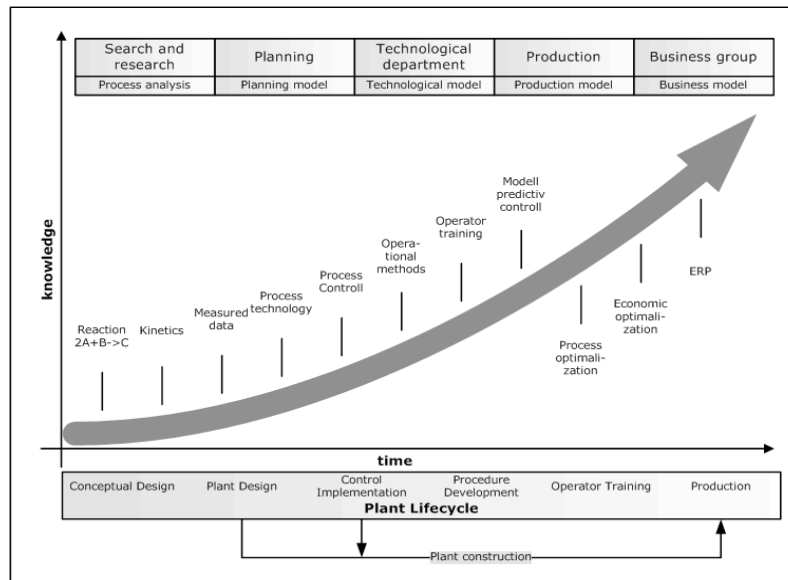 Search and
research
Planning
Technological
department
Production
Business group
Process analysis
Planning model
Technological model
Production model
Business model
Modell
predictiv
controll
Operator
training
Opera-
tional
methods
Process
Controll
Process
technology
Measured
data
Kinetics
Reaction
2A+B->C
ERP
Economic
optimali-
zation
Process
optimali-
zation
knowledge
time
Conceptual Design
Plant Design
Control
Implementation
Procedure
Development
Operator Training
Production
Plant Lifecycle
Plant construction